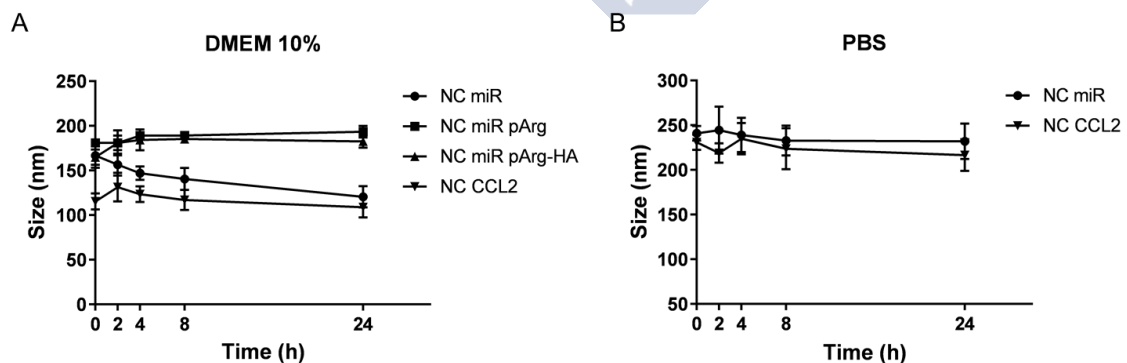 A
DMEM 10%
Size (nm)
250
200
150
100
50
0
0 2 4 8 24
Time (h)
NC miR
NC miR pArg
NC miR pArg-HA
NC CCL2
B
PBS
Size (nm)
300
250
200
150
100
50
0 2 4 8 24
Time (h)
NC miR
NC CCL2